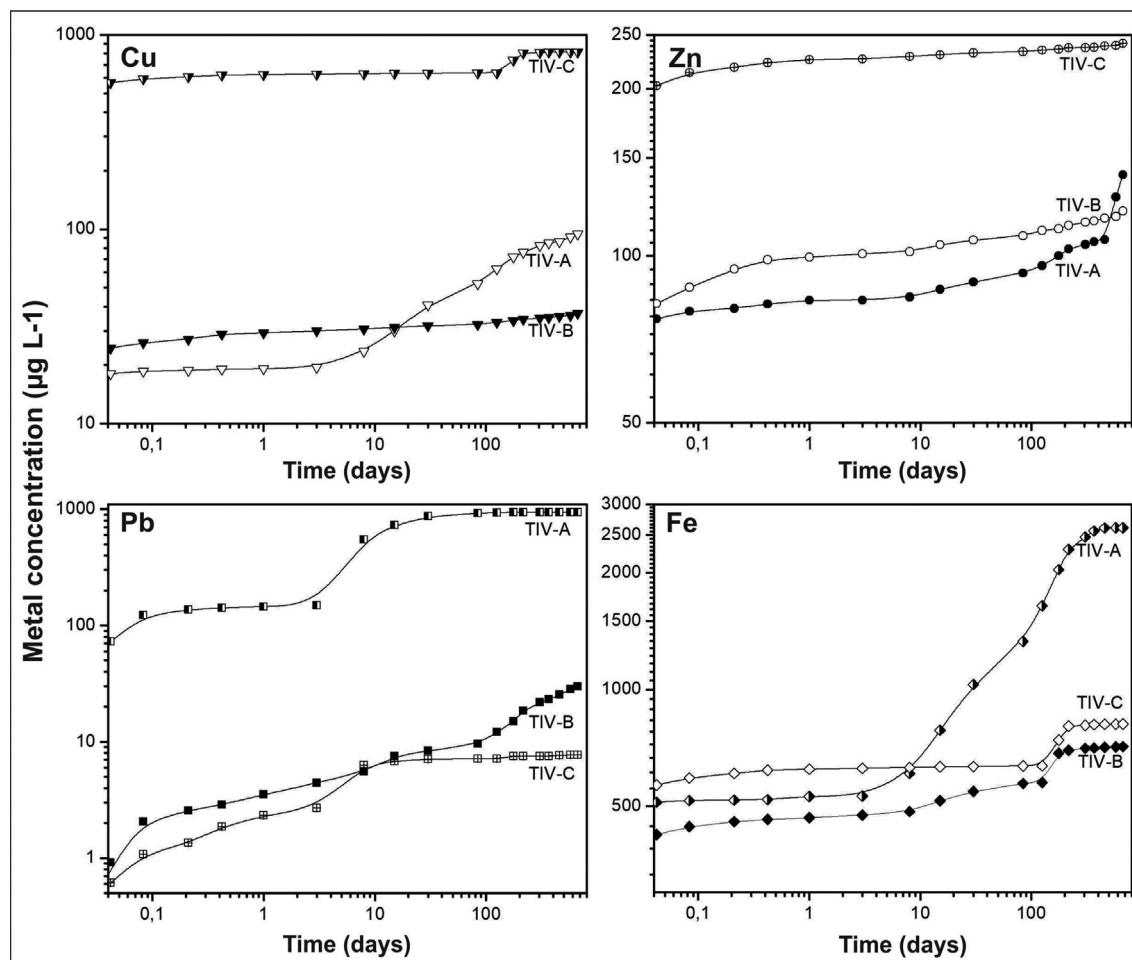 Metal concentration (µg L-1)
Cu
1000
100
10
TIV-C
TIV-A
TIV-B
0,1 1 10 100
Time (days)
Zn
250
200
150
100
50
TIV-C
TIV-B
TIV-A
0,1 1 10 100
Time (days)
Pb
1000
100
10
1
TIV-A
TIV-B
TIV-C
0,1 1 10 100
Time (days)
Fe
3000
2500
2000
1500
1000
500
TIV-A
TIV-C
TIV-B
0,1 1 10 100
Time (days)